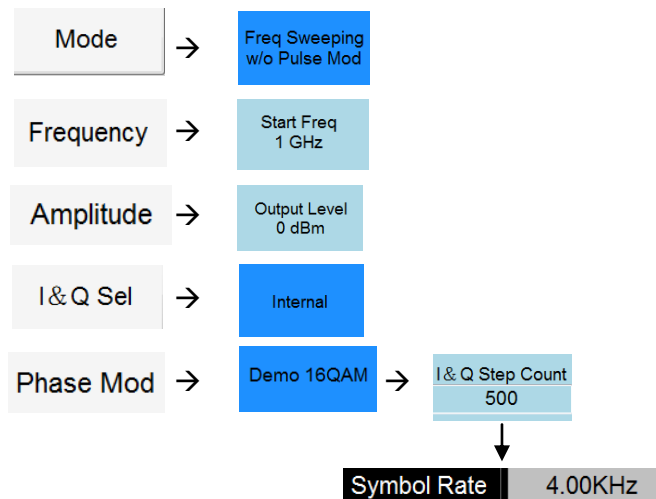 Mode → Freq Sweeping
w/o Pulse Mod
Frequency → Start Freq
1 GHz
Amplitude → Output Level
0 dBm
I&Q Sel → Internal
Phase Mod → Demo 16QAM → I&Q Step Count
500
Symbol Rate 4.00KHz